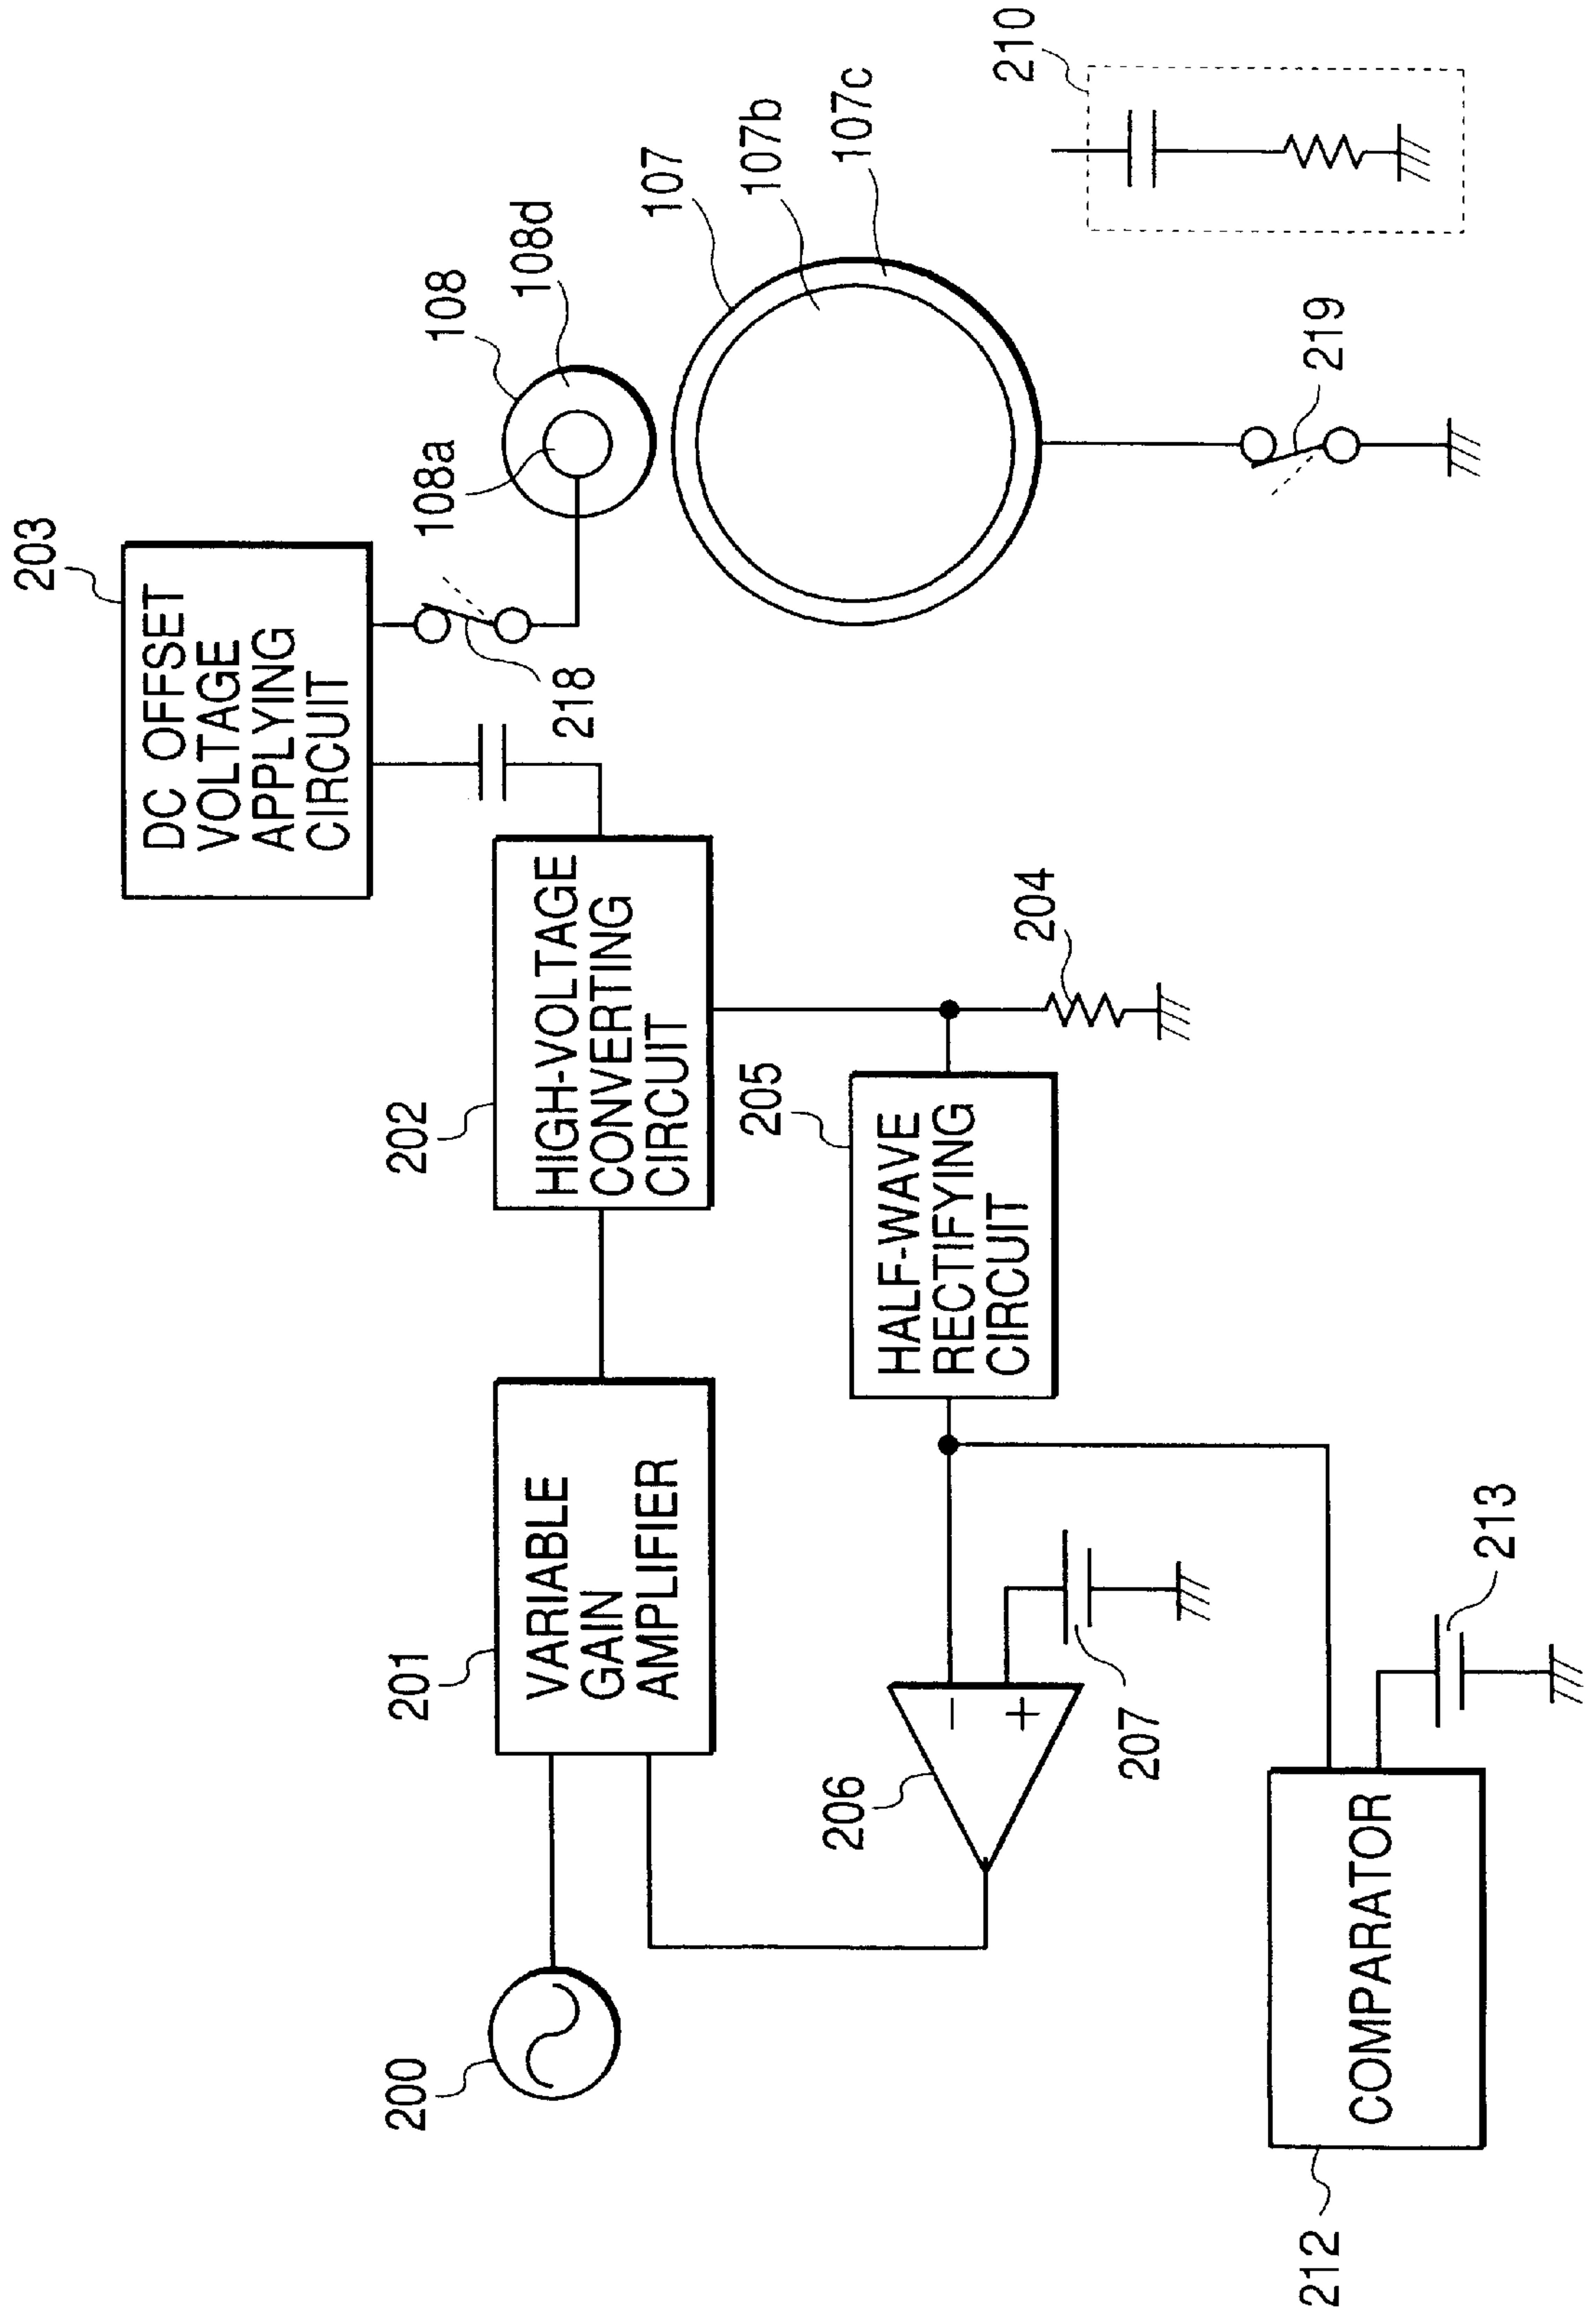 203
DC OFFSET
VOLTAGE
APPLYING
CIRCUIT
200
201
VARIABLE
GAIN
AMPLIFIER
202
HIGH-VOLTAGE
CONVERTING
CIRCUIT
218
108a
108
108d
107
107b
107c
210
206
−
+
207
205
HALF-WAVE
RECTIFYING
CIRCUIT
204
219
212
COMPARATOR
213